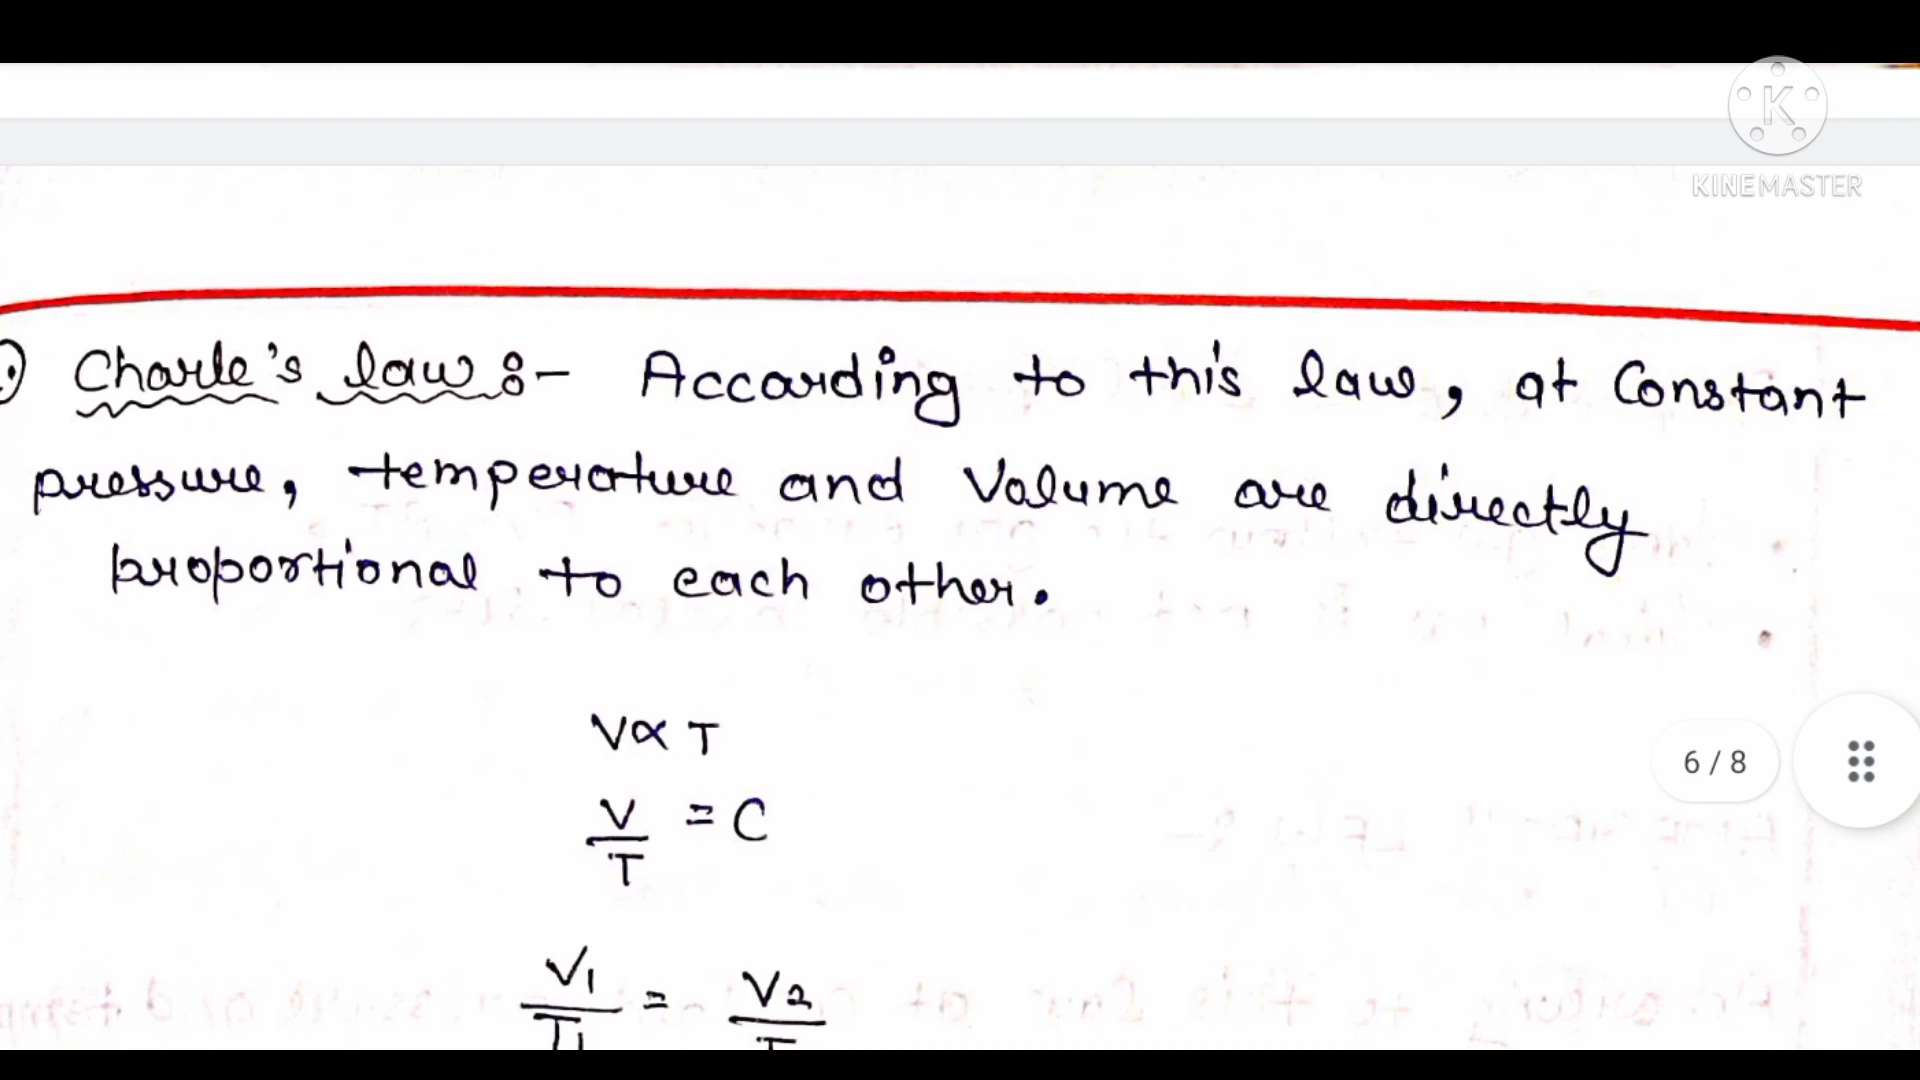 KINEMASTER
Charle's law :- According to this law, at Constant
pressure, temperature and Volume are directly
proportional to each other.
V ∝ T
V/T = C
6 / 8
V1/T1 = V2/T